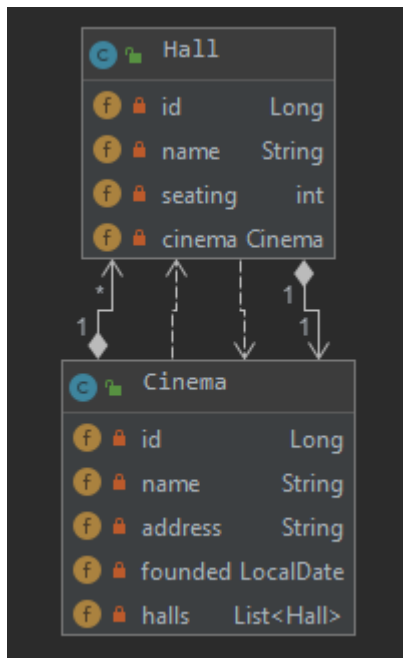 C Hall
f id Long
f name String
f seating int
f cinema Cinema
* 1
1 1
C Cinema
f id Long
f name String
f address String
f founded LocalDate
f halls List<Hall>